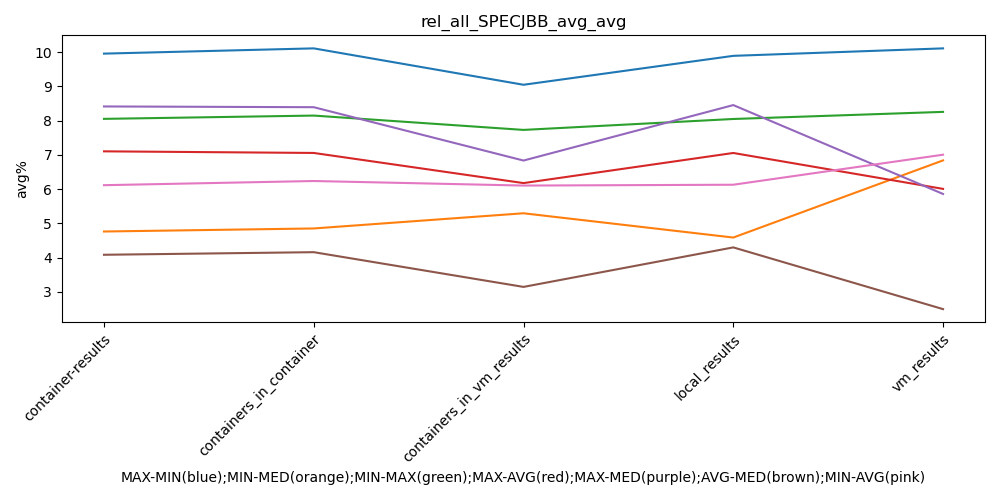 rel_all_SPECJBB_avg_avg
avg%
10
9
8
7
6
5
4
3
container-results
containers_in_container
containers_in_vm_results
local_results
vm_results
MAX-MIN(blue);MIN-MED(orange);MIN-MAX(green);MAX-AVG(red);MAX-MED(purple);AVG-MED(brown);MIN-AVG(pink)